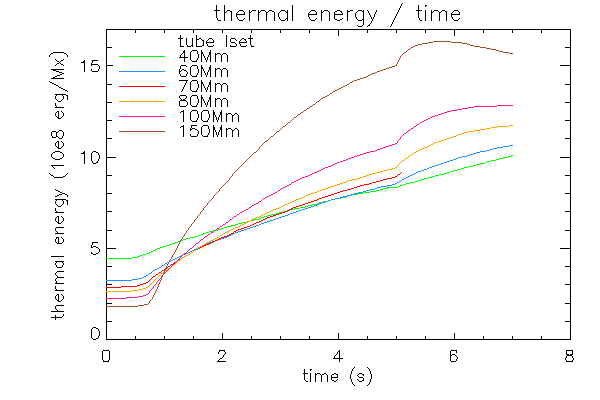 thermal energy / time
tube lset
40Mm
60Mm
70Mm
80Mm
100Mm
150Mm
thermal energy (10e8 erg/Mx)
15
10
5
0
0 2 4 6 8
time (s)